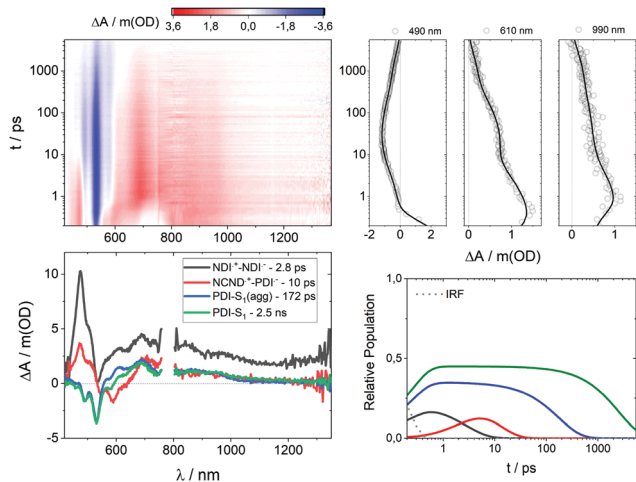 ΔA / m(OD)
3,6 1,8 0,0 -1,8 -3,6
t / ps
1000
100
10
1
600 800 1000 1200
490 nm
610 nm
990 nm
1000
100
10
1
-2 0 2
0 1
0 1
ΔA / m(OD)
ΔA / m(OD)
10
5
0
-5
NDI·⁺-NDI·⁻ - 2.8 ps
NCND·⁺-PDI·⁻ - 10 ps
PDI-S₁(agg) - 172 ps
PDI-S₁ - 2.5 ns
600 800 1000 1200
λ / nm
Relative Population
1,0
0,5
0,0
IRF
1 10 100 1000
t / ps